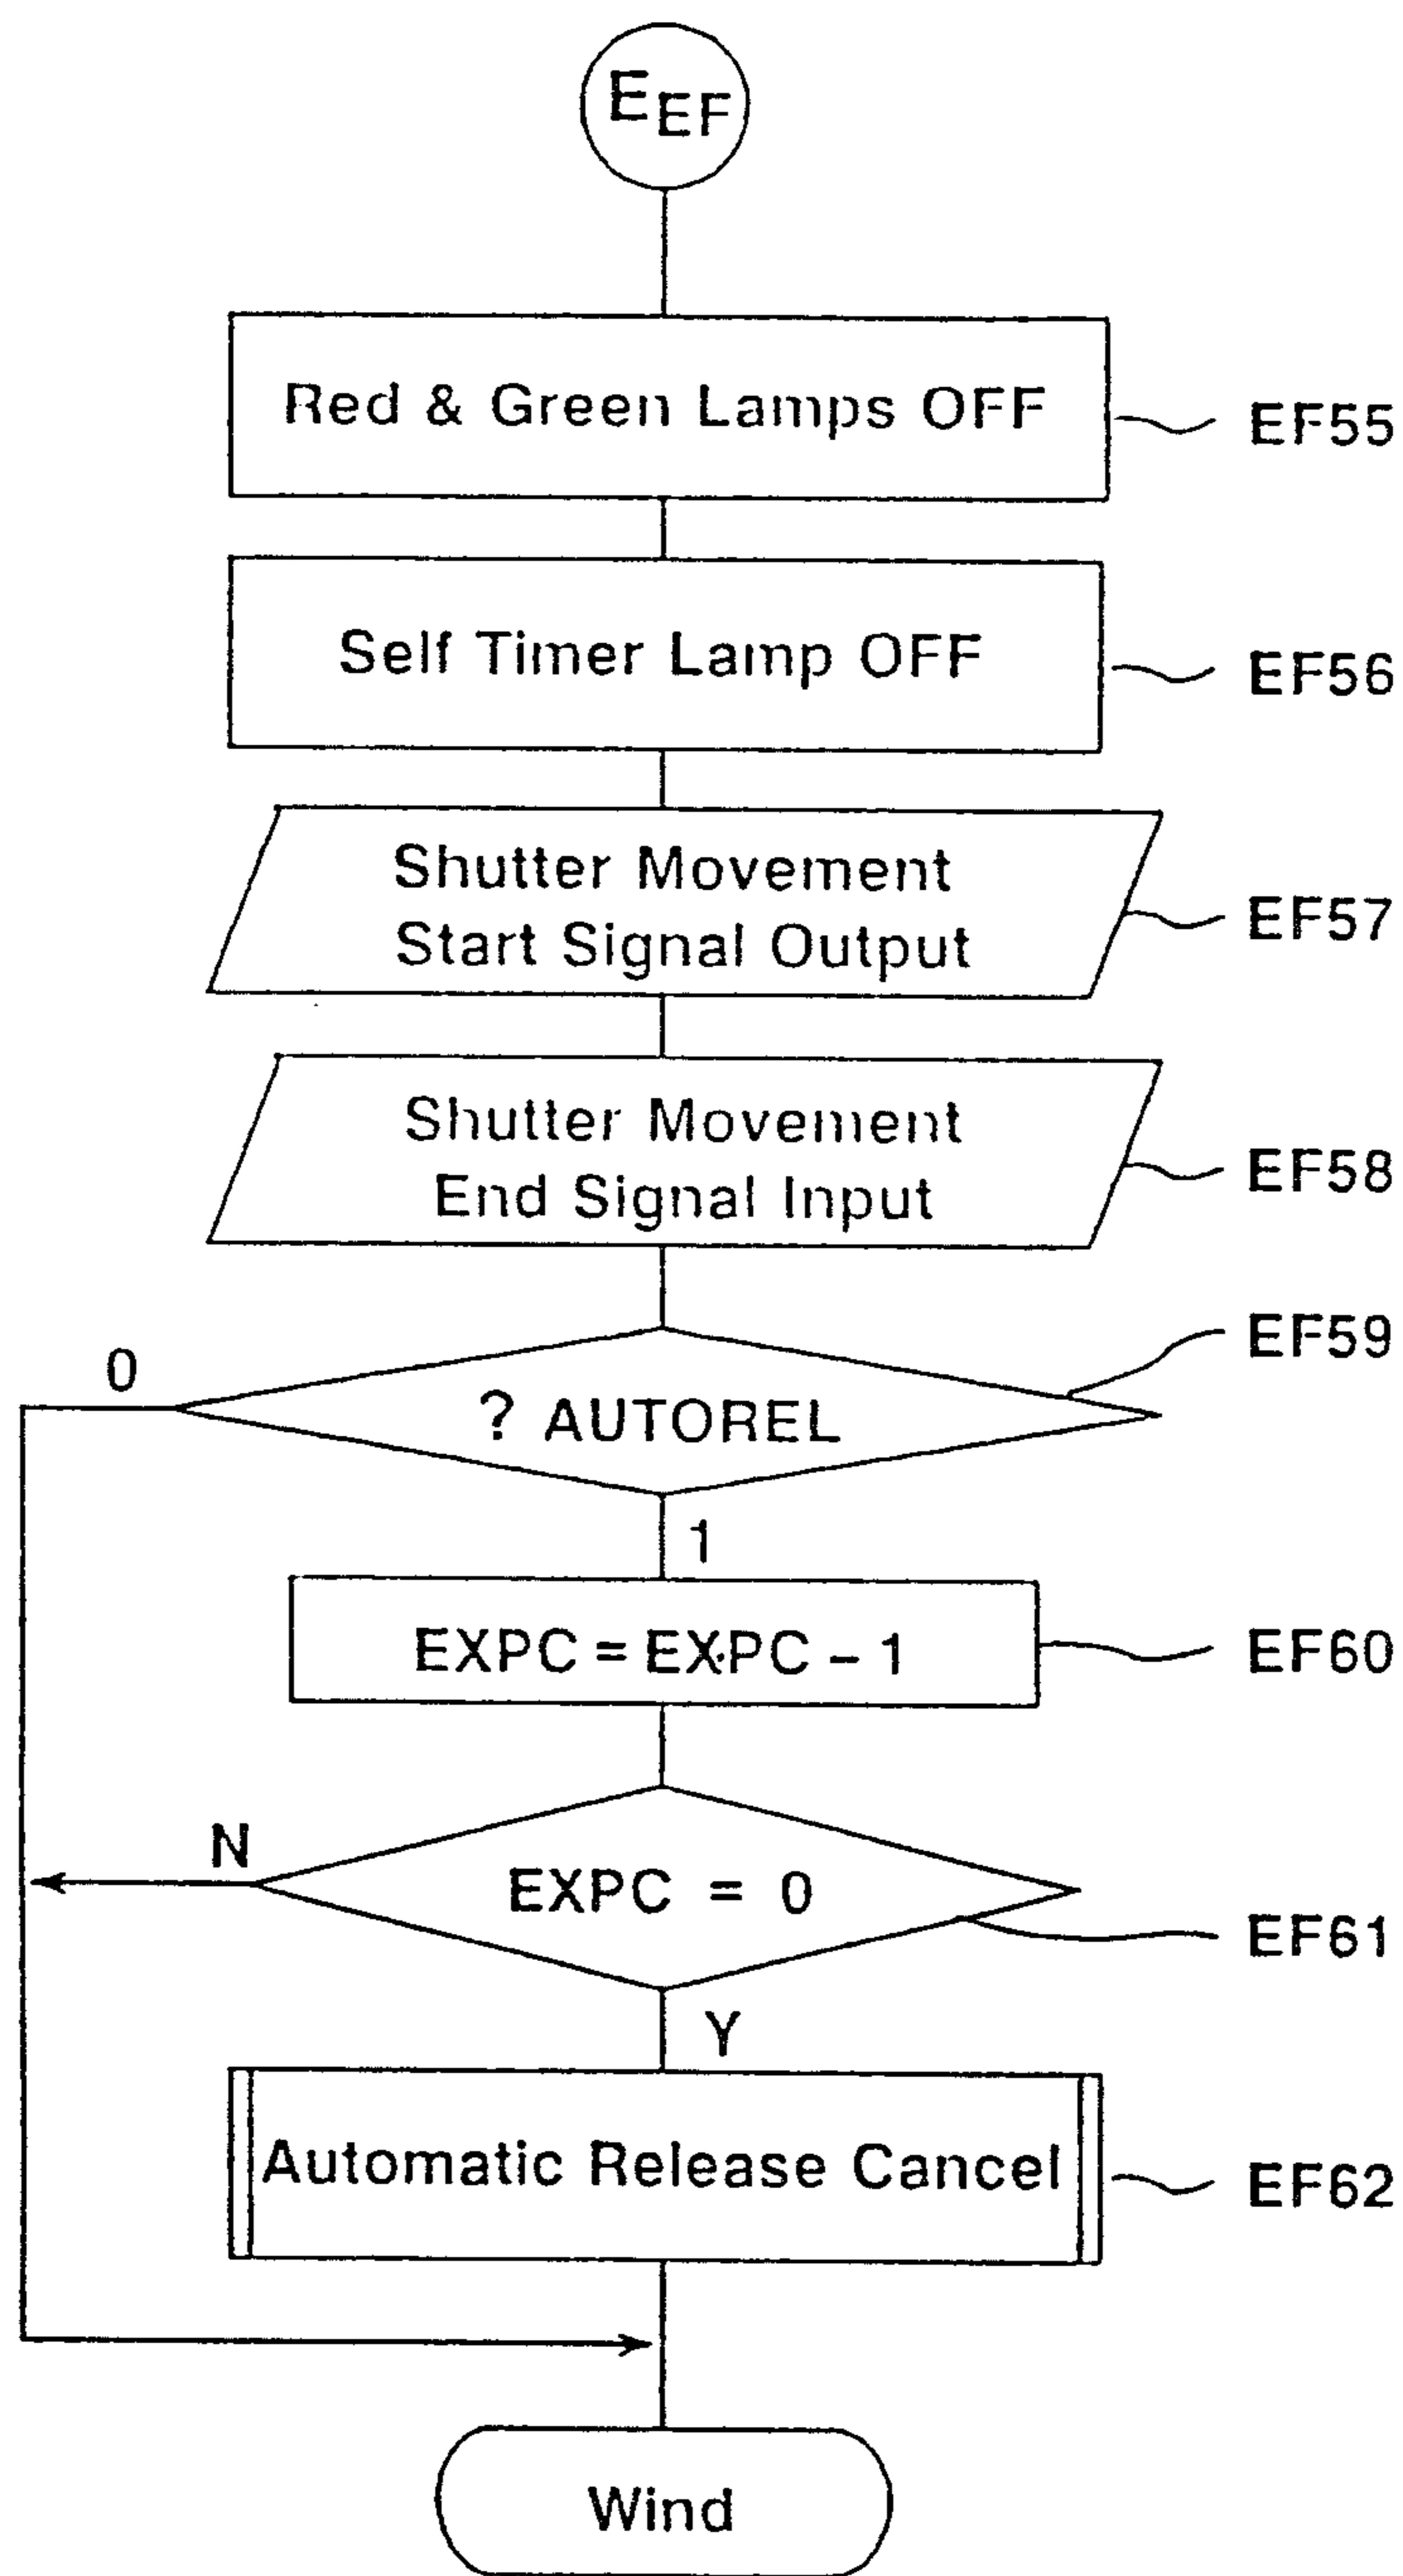 EEF
Red & Green Lamps OFF
EF55
Self Timer Lamp OFF
EF56
Shutter Movement
Start Signal Output
EF57
Shutter Movement
End Signal Input
EF58
EF59
0
? AUTOREL
1
EXPC = EXPC - 1
EF60
N
EXPC = 0
EF61
Y
Automatic Release Cancel
EF62
Wind